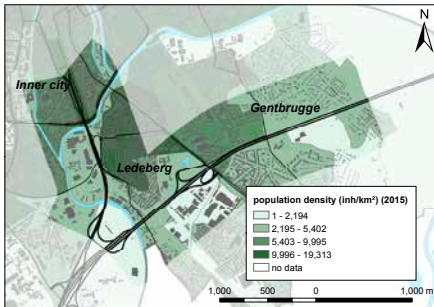 N
Inner city
Gentbrugge
Ledeberg
population density (inh/km²) (2015)
1 - 2,194
2,195 - 5,402
5,403 - 9,995
9,996 - 19,313
no data
1,000 500 0 1,000 m